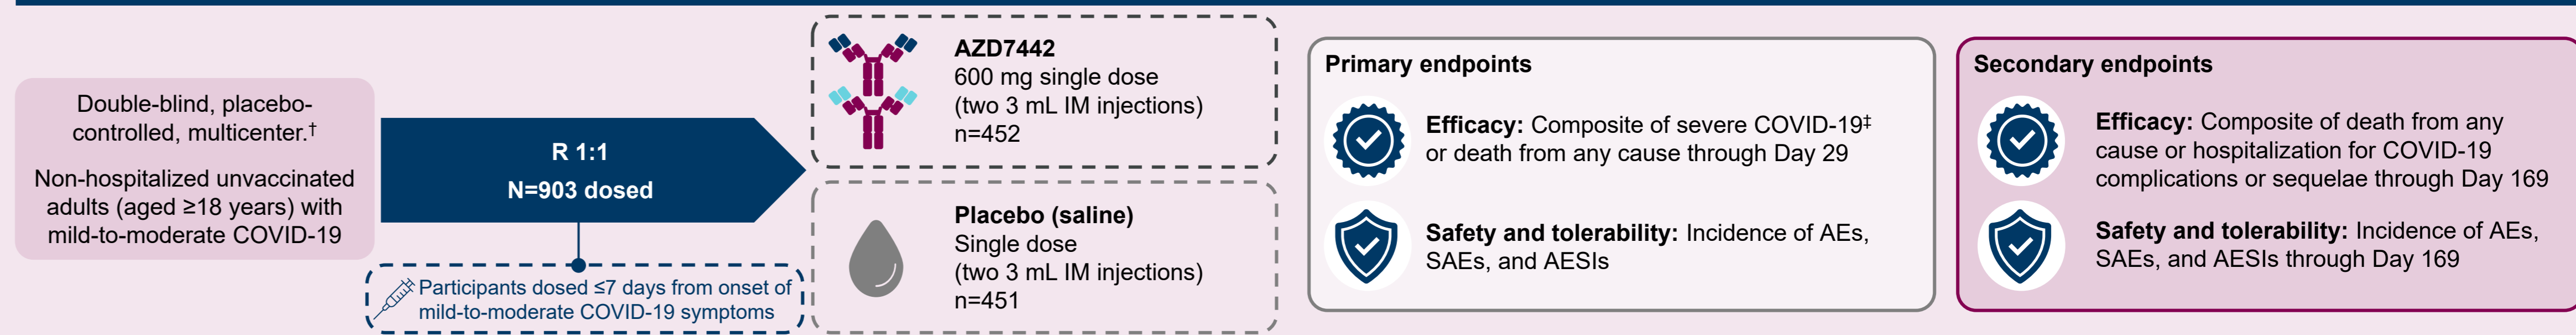 Double-blind, placebo-
controlled, multicenter.†
Non-hospitalized unvaccinated
adults (aged ≥18 years) with
mild-to-moderate COVID-19
R 1:1
N=903 dosed
Participants dosed ≤7 days from onset of
mild-to-moderate COVID-19 symptoms
AZD7442
600 mg single dose
(two 3 mL IM injections)
n=452
Placebo (saline)
Single dose
(two 3 mL IM injections)
n=451
Primary endpoints
Efficacy: Composite of severe COVID-19‡
or death from any cause through Day 29
Safety and tolerability: Incidence of AEs,
SAEs, and AESIs
Secondary endpoints
Efficacy: Composite of death from any
cause or hospitalization for COVID-19
complications or sequelae through Day 169
Safety and tolerability: Incidence of AEs,
SAEs, and AESIs through Day 169